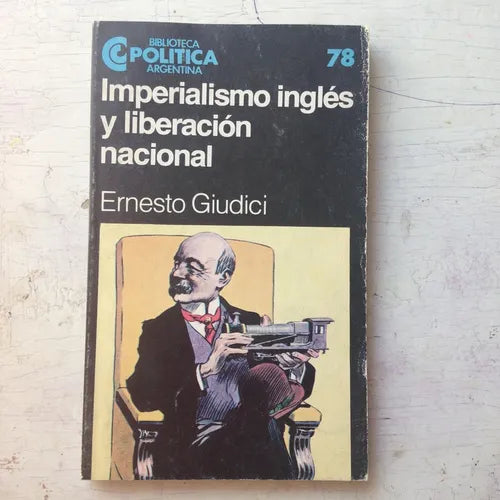 BIBLIOTECA
POLITICA
ARGENTINA
78
Imperialismo inglés
y liberación
nacional
Ernesto Giudici